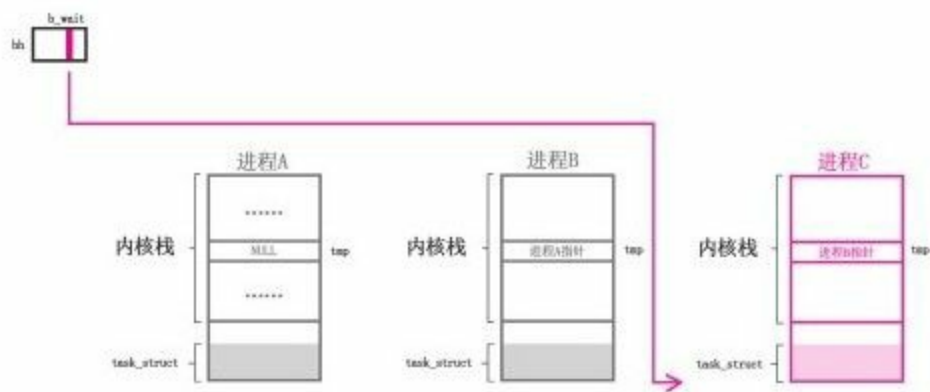 b_wait
bh
进程A
进程B
进程C
......
内核栈
NULL
tmp
内核栈
进程A指针
tmp
内核栈
进程B指针
tmp
......
task_struct
task_struct
task_struct